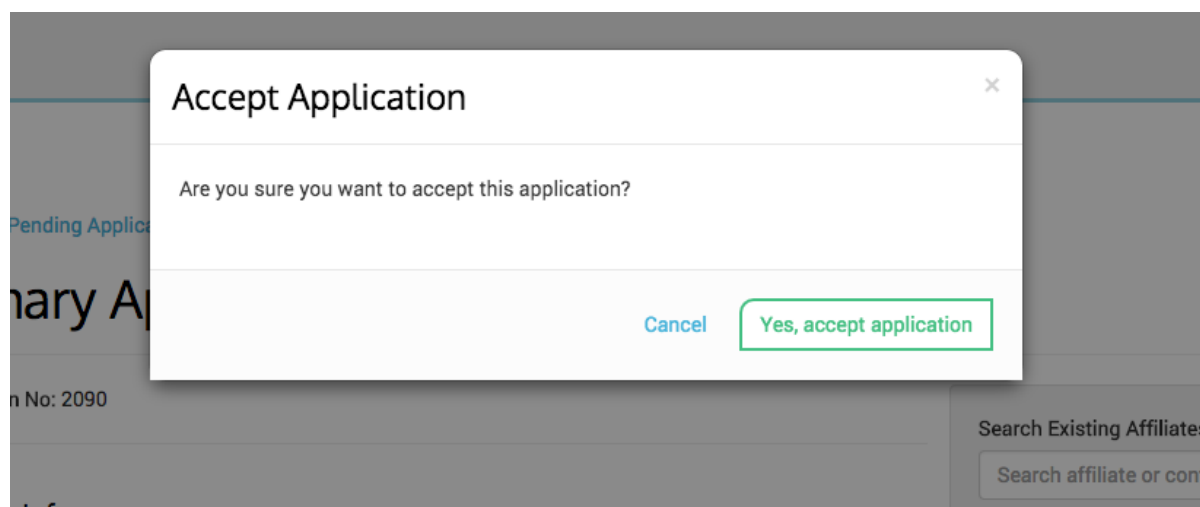 Accept Application
×
Are you sure you want to accept this application?
Pending Applica
nary Ap
Cancel
Yes, accept application
n No: 2090
Search Existing Affiliates
Search affiliate or con